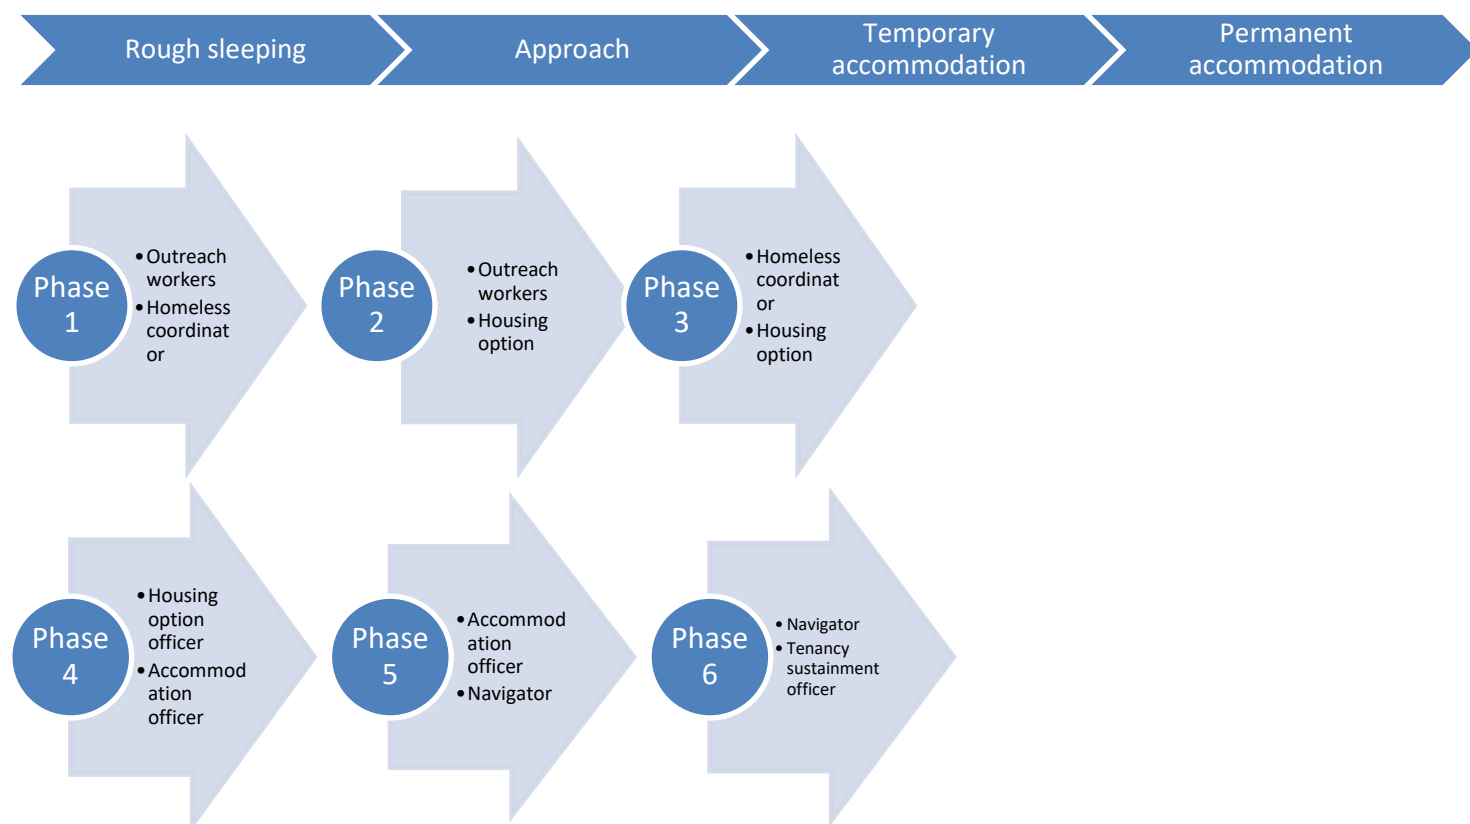 Rough sleeping
Approach
Temporary
accommodation
Permanent
accommodation
Phase
1
•Outreach
workers
•Homeless
coordinat
or
Phase
2
•Outreach
workers
•Housing
option
Phase
3
•Homeless
coordinat
or
•Housing
option
Phase
4
•Housing
option
officer
•Accommod
ation
officer
Phase
5
•Accommod
ation
officer
•Navigator
Phase
6
• Navigator
• Tenancy
sustainment
officer